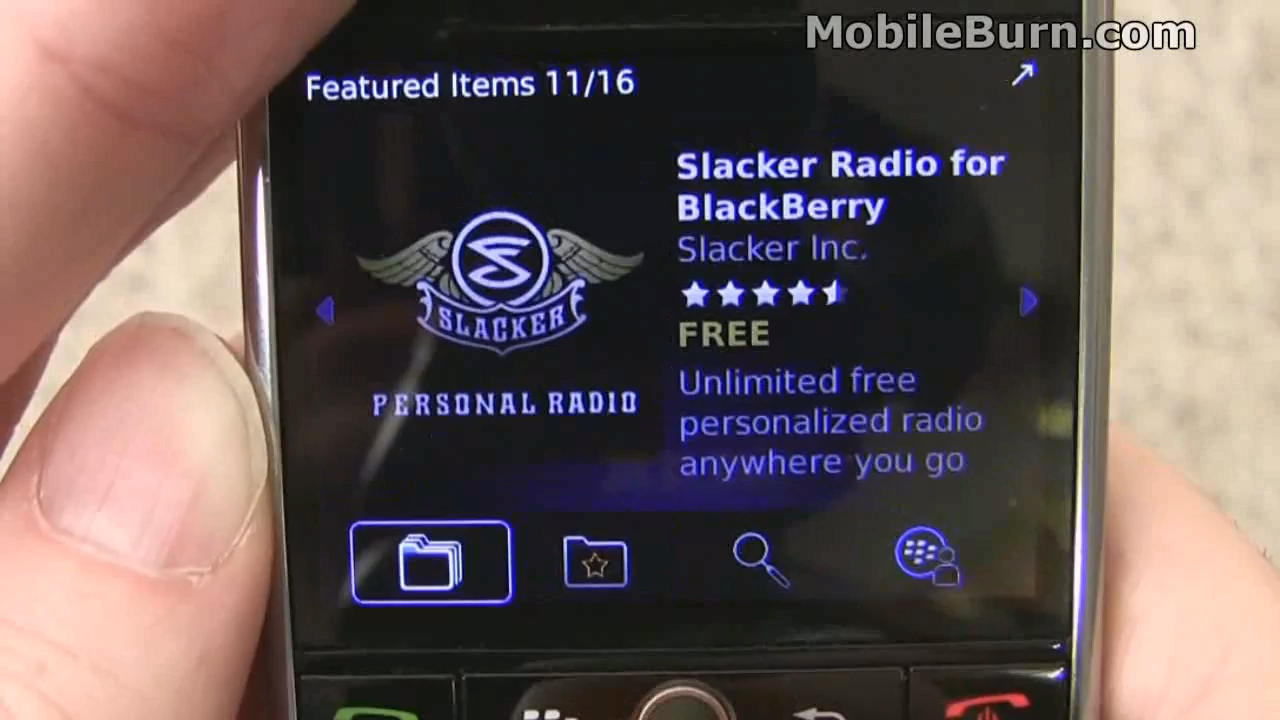 MobileBurn.com
Featured Items 11/16
Slacker Radio for
BlackBerry
Slacker Inc.
FREE
Unlimited free
personalized radio
anywhere you go
SLACKER
PERSONAL RADIO